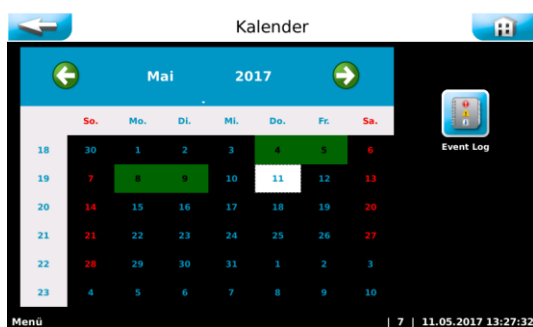 Kalender
Mai 2017
So. Mo. Di. Mi. Do. Fr. Sa.
18 30 1 2 3 4 5 6
19 7 8 9 10 11 12 13
20 14 15 16 17 18 19 20
21 21 22 23 24 25 26 27
22 28 29 30 31 1 2 3
23 4 5 6 7 8 9 10
Event Log
Menü | 7 | 11.05.2017 13:27:32